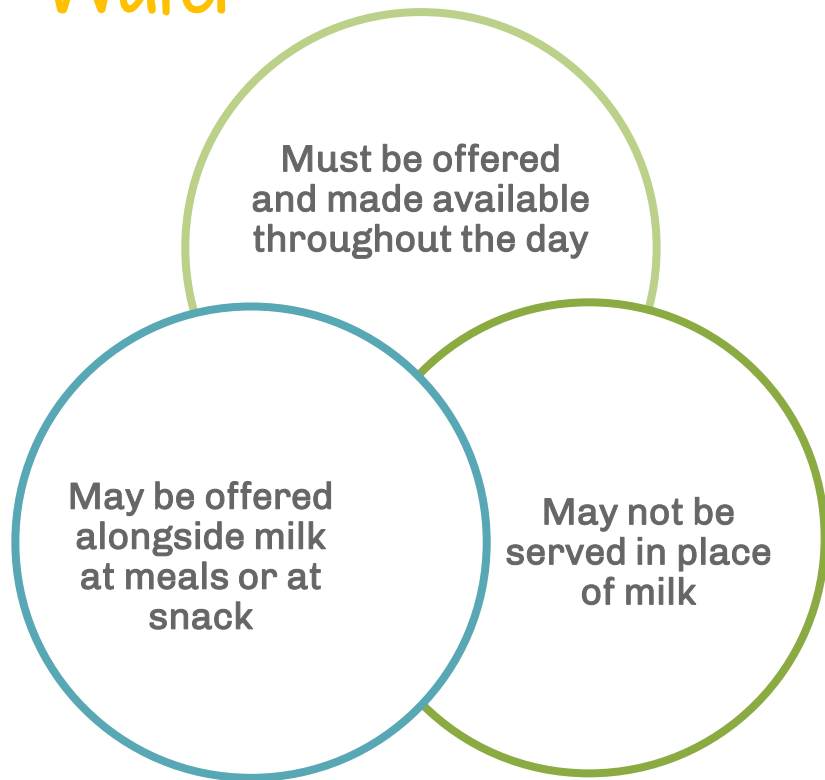 Water
Must be offered
and made available
throughout the day
May be offered
alongside milk
at meals or at
snack
May not be
served in place
of milk